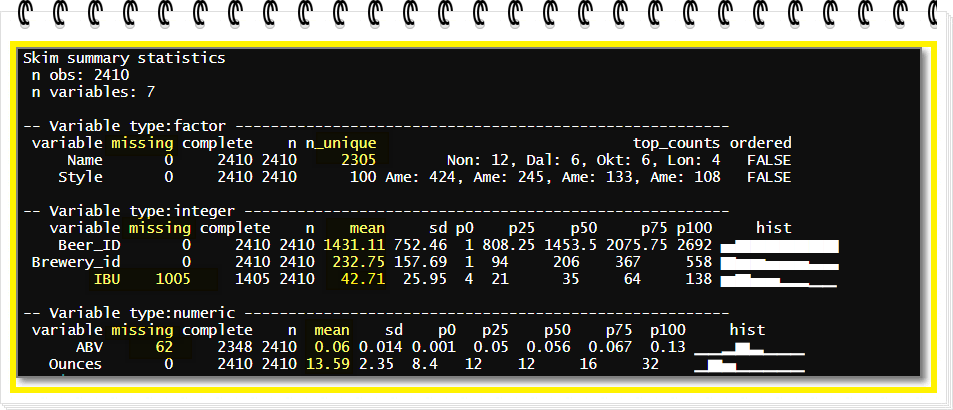 Skim summary statistics
n obs: 2410
n variables: 7
-- Variable type:factor ------------------------------------------------------------
variable missing complete n n_unique top_counts ordered
Name 0 2410 2410 2305 Non: 12, Dal: 6, Okt: 6, Lon: 4 FALSE
Style 0 2410 2410 100 Ame: 424, Ame: 245, Ame: 133, Ame: 108 FALSE
-- Variable type:integer -----------------------------------------------------------
variable missing complete n mean sd p0 p25 p50 p75 p100 hist
Beer_ID 0 2410 2410 1431.11 752.46 1 808.25 1453.5 2075.75 2692
Brewery_id 0 2410 2410 232.75 157.69 1 94 206 367 558
IBU 1005 1405 2410 42.71 25.95 4 21 35 64 138
-- Variable type:numeric -----------------------------------------------------------
variable missing complete n mean sd p0 p25 p50 p75 p100 hist
ABV 62 2348 2410 0.06 0.014 0.001 0.05 0.056 0.067 0.13
Ounces 0 2410 2410 13.59 2.35 8.4 12 12 16 32